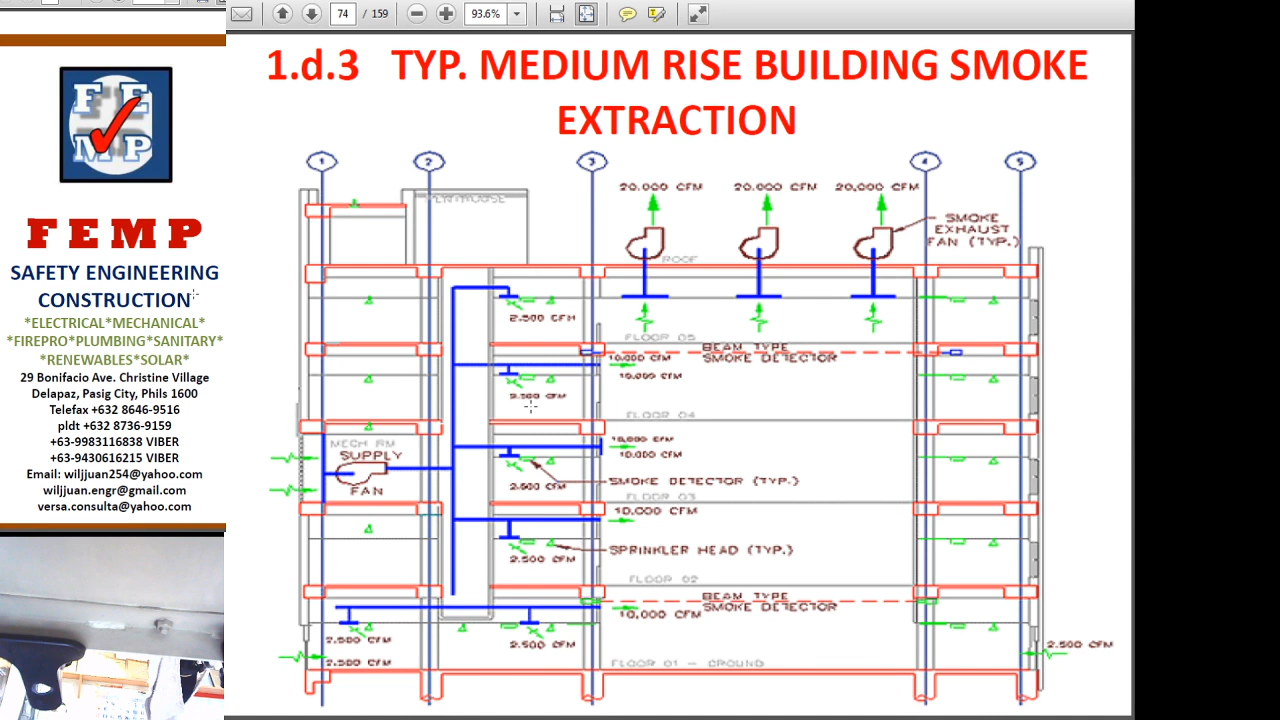 74 / 159
93.6%
F E
M P
F E M P
SAFETY ENGINEERING
CONSTRUCTION
*ELECTRICAL*MECHANICAL*
*FIREPRO*PLUMBING*SANITARY*
*RENEWABLES*SOLAR*
29 Bonifacio Ave. Christine Village
Delapaz, Pasig City, Phils 1600
Telefax +632 8646-9516
pldt +632 8736-9159
+63-9983116838 VIBER
+63-9430616215 VIBER
Email: wiljjuan254@yahoo.com
wiljjuan.engr@gmail.com
versa.consulta@yahoo.com
1.d.3 TYP. MEDIUM RISE BUILDING SMOKE
EXTRACTION
1 2 3 4 5
20,000 CFM 20,000 CFM 20,000 CFM
PENTHOUSE
SMOKE
EXHAUST
FAN (TYP.)
ROOF
2,500 CFM
FLOOR 05
BEAM TYPE
SMOKE DETECTOR
10,000 CFM
10,000 CFM
2,500 CFM
FLOOR 04
MECH RM
SUPPLY
FAN
10,000 CFM
10,000 CFM
2,500 CFM
SMOKE DETECTOR (TYP.)
FLOOR 03
10,000 CFM
SPRINKLER HEAD (TYP.)
2,500 CFM
FLOOR 02
BEAM TYPE
SMOKE DETECTOR
10,000 CFM
2,500 CFM 2,500 CFM 2,500 CFM
2,500 CFM
FLOOR 01 - GROUND